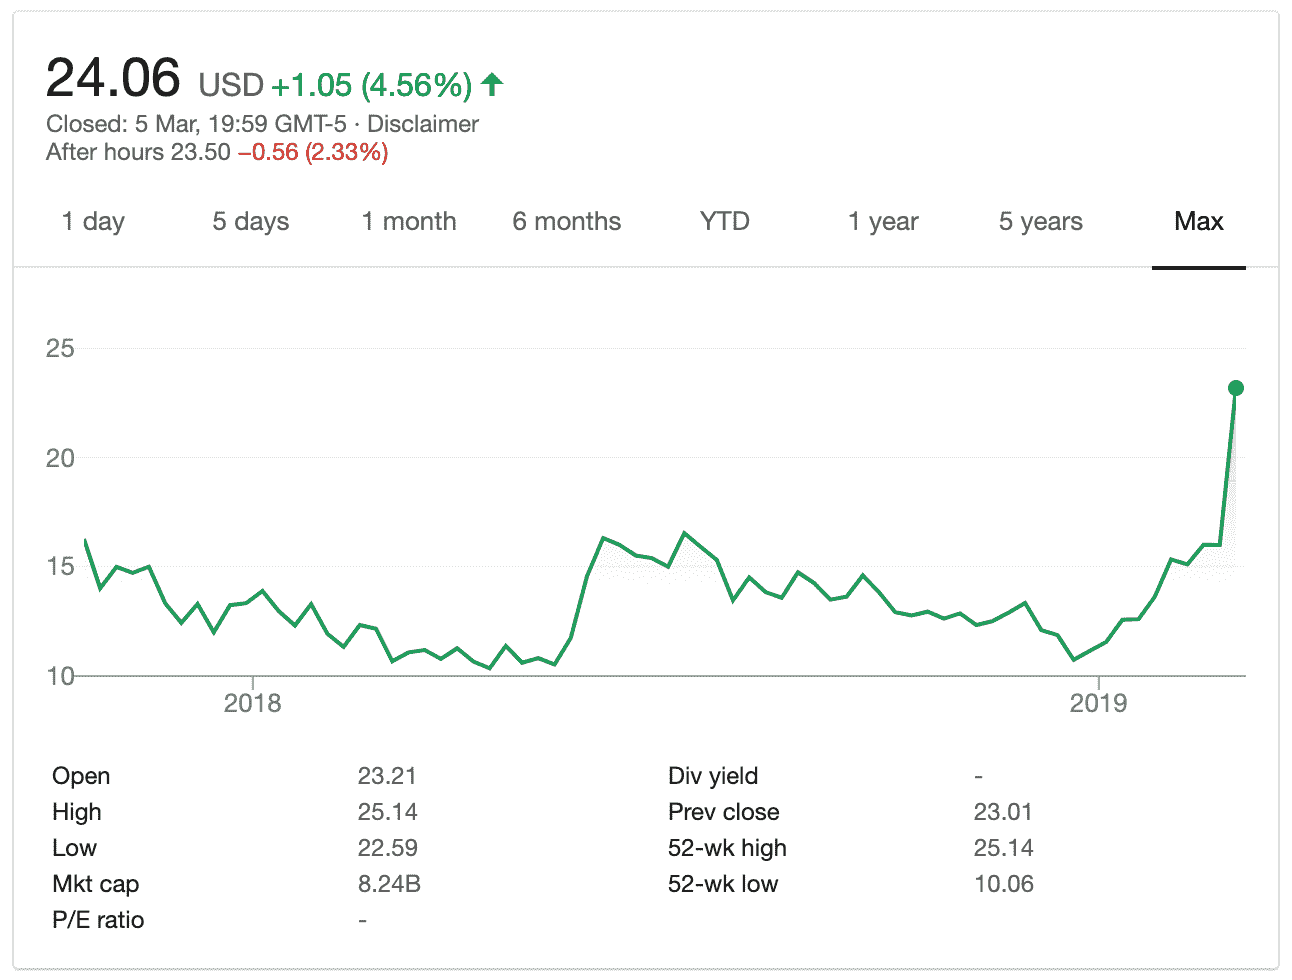 24.06 USD +1.05 (4.56%) ↑
Closed: 5 Mar, 19:59 GMT-5 · Disclaimer
After hours 23.50 −0.56 (2.33%)
1 day 5 days 1 month 6 months YTD 1 year 5 years Max
25
20
15
10
2018 2019
Open 23.21 Div yield -
High 25.14 Prev close 23.01
Low 22.59 52-wk high 25.14
Mkt cap 8.24B 52-wk low 10.06
P/E ratio -